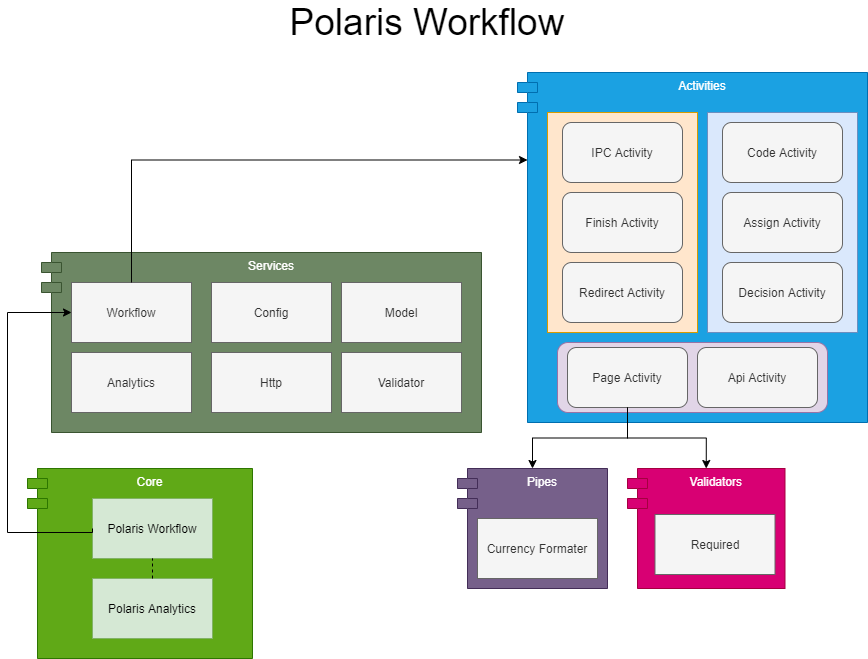 Polaris Workflow
Activities
IPC Activity
Code Activity
Finish Activity
Assign Activity
Redirect Activity
Decision Activity
Page Activity
Api Activity
Services
Workflow
Config
Model
Analytics
Http
Validator
Core
Polaris Workflow
Polaris Analytics
Pipes
Currency Formater
Validators
Required